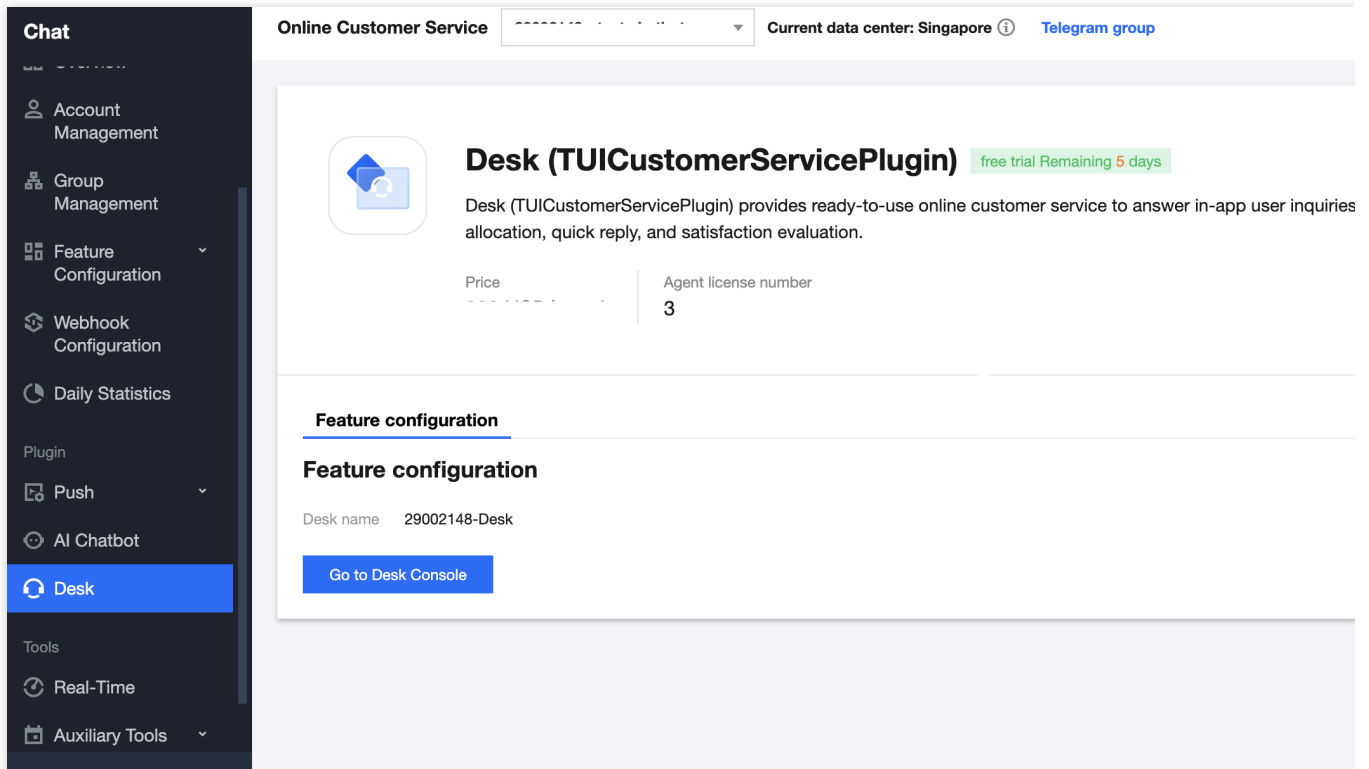 Chat
Account
Management
Group
Management
Feature
Configuration
Webhook
Configuration
Daily Statistics
Plugin
Push
AI Chatbot
Desk
Tools
Real-Time
Auxiliary Tools
Online Customer Service
Current data center: Singapore
Telegram group
Desk (TUICustomerServicePlugin)
free trial Remaining 5 days
Desk (TUICustomerServicePlugin) provides ready-to-use online customer service to answer in-app user inquiries
allocation, quick reply, and satisfaction evaluation.
Price
Agent license number
3
Feature configuration
Feature configuration
Desk name 29002148-Desk
Go to Desk Console